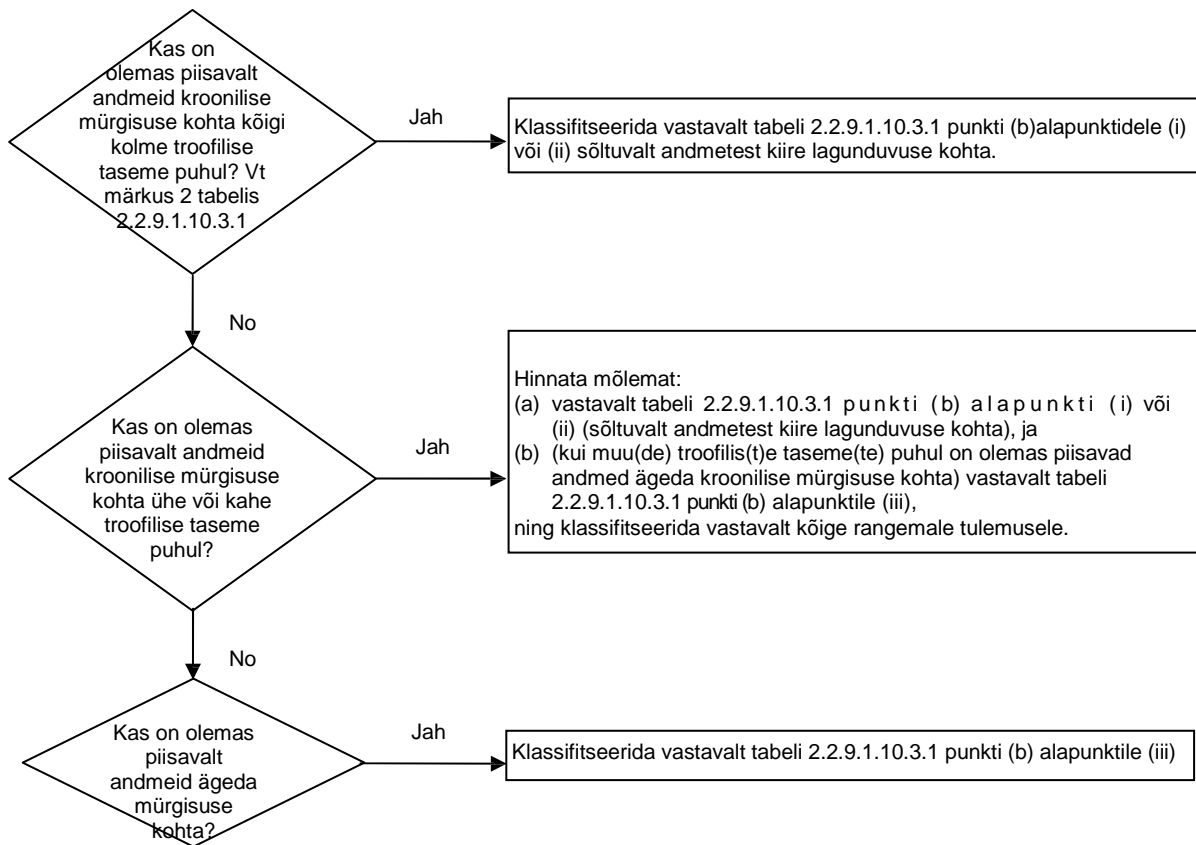 Kas on
olemas piisavalt
andmeid kroonilise
mürgisuse kohta kõigi
kolme troofilise
taseme puhul? Vt
märkus 2 tabelis
2.2.9.1.10.3.1
Jah
Klassifitseerida vastavalt tabeli 2.2.9.1.10.3.1 punkti (b)alapunktidele (i)
või (ii) sõltuvalt andmetest kiire lagunduvuse kohta.
No
Kas on olemas
piisavalt andmeid
kroonilise mürgisuse
kohta ühe või kahe
troofilise taseme
puhul?
Jah
Hinnata mõlemat:
(a) vastavalt tabeli 2.2.9.1.10.3.1 punkti (b) alapunkti (i) või
(ii) (sõltuvalt andmetest kiire lagunduvuse kohta), ja
(b) (kui muu(de) troofilis(t)e taseme(te) puhul on olemas piisavad
andmed ägeda kroonilise mürgisuse kohta) vastavalt tabeli
2.2.9.1.10.3.1 punkti (b) alapunktile (iii),
ning klassifitseerida vastavalt kõige rangemale tulemusele.
No
Kas on olemas
piisavalt
andmeid ägeda
mürgisuse
kohta?
Jah
Klassifitseerida vastavalt tabeli 2.2.9.1.10.3.1 punkti (b) alapunktile (iii)